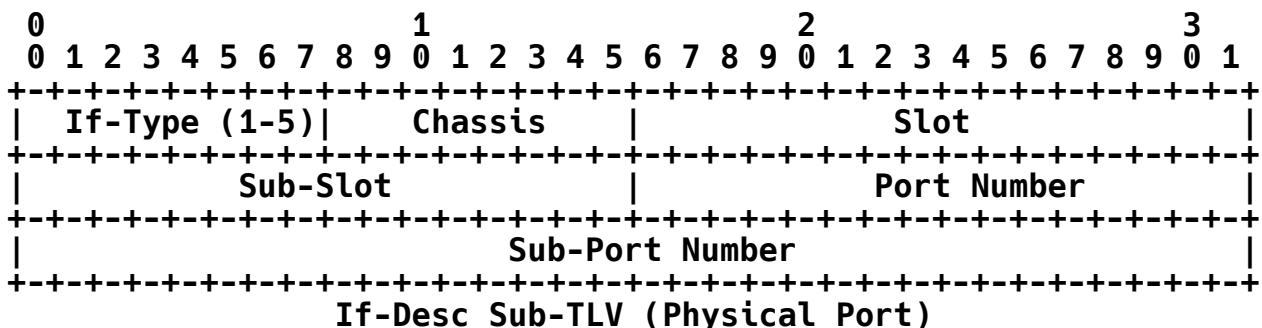 0                   1                   2                   3
 0 1 2 3 4 5 6 7 8 9 0 1 2 3 4 5 6 7 8 9 0 1 2 3 4 5 6 7 8 9 0 1
+-+-+-+-+-+-+-+-+-+-+-+-+-+-+-+-+-+-+-+-+-+-+-+-+-+-+-+-+-+-+-+-+
|  If-Type (1-5)|    Chassis    |             Slot              |
+-+-+-+-+-+-+-+-+-+-+-+-+-+-+-+-+-+-+-+-+-+-+-+-+-+-+-+-+-+-+-+-+
|           Sub-Slot            |            Port Number        |
+-+-+-+-+-+-+-+-+-+-+-+-+-+-+-+-+-+-+-+-+-+-+-+-+-+-+-+-+-+-+-+-+
|                         Sub-Port Number                       |
+-+-+-+-+-+-+-+-+-+-+-+-+-+-+-+-+-+-+-+-+-+-+-+-+-+-+-+-+-+-+-+-+
                 If-Desc Sub-TLV (Physical Port)